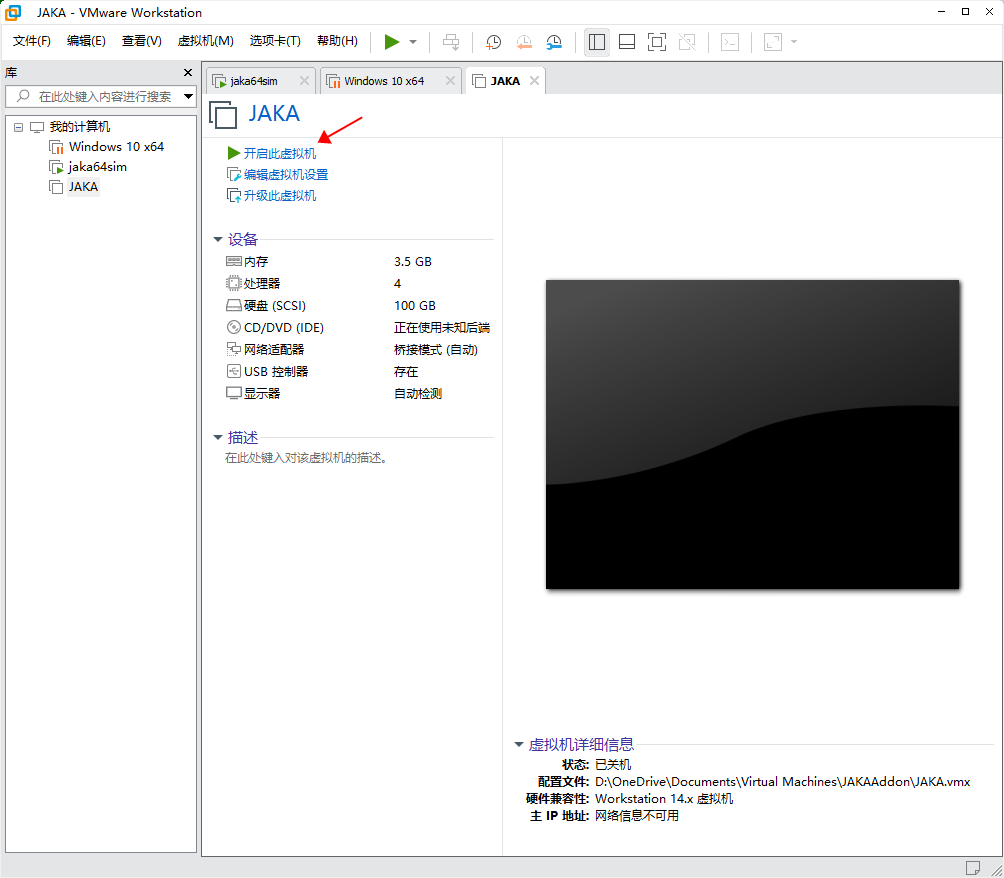 JAKA - VMware Workstation
文件(F) 编辑(E) 查看(V) 虚拟机(M) 选项卡(T) 帮助(H)
库
在此处键入内容进行搜索
我的计算机
Windows 10 x64
jaka64sim
JAKA
jaka64sim Windows 10 x64 JAKA
JAKA
开启此虚拟机
编辑虚拟机设置
升级此虚拟机
设备
内存 3.5 GB
处理器 4
硬盘 (SCSI) 100 GB
CD/DVD (IDE) 正在使用未知后端
网络适配器 桥接模式 (自动)
USB 控制器 存在
显示器 自动检测
描述
在此处键入对该虚拟机的描述。
虚拟机详细信息
状态: 已关机
配置文件: D:\OneDrive\Documents\Virtual Machines\JAKAAddon\JAKA.vmx
硬件兼容性: Workstation 14.x 虚拟机
主 IP 地址: 网络信息不可用